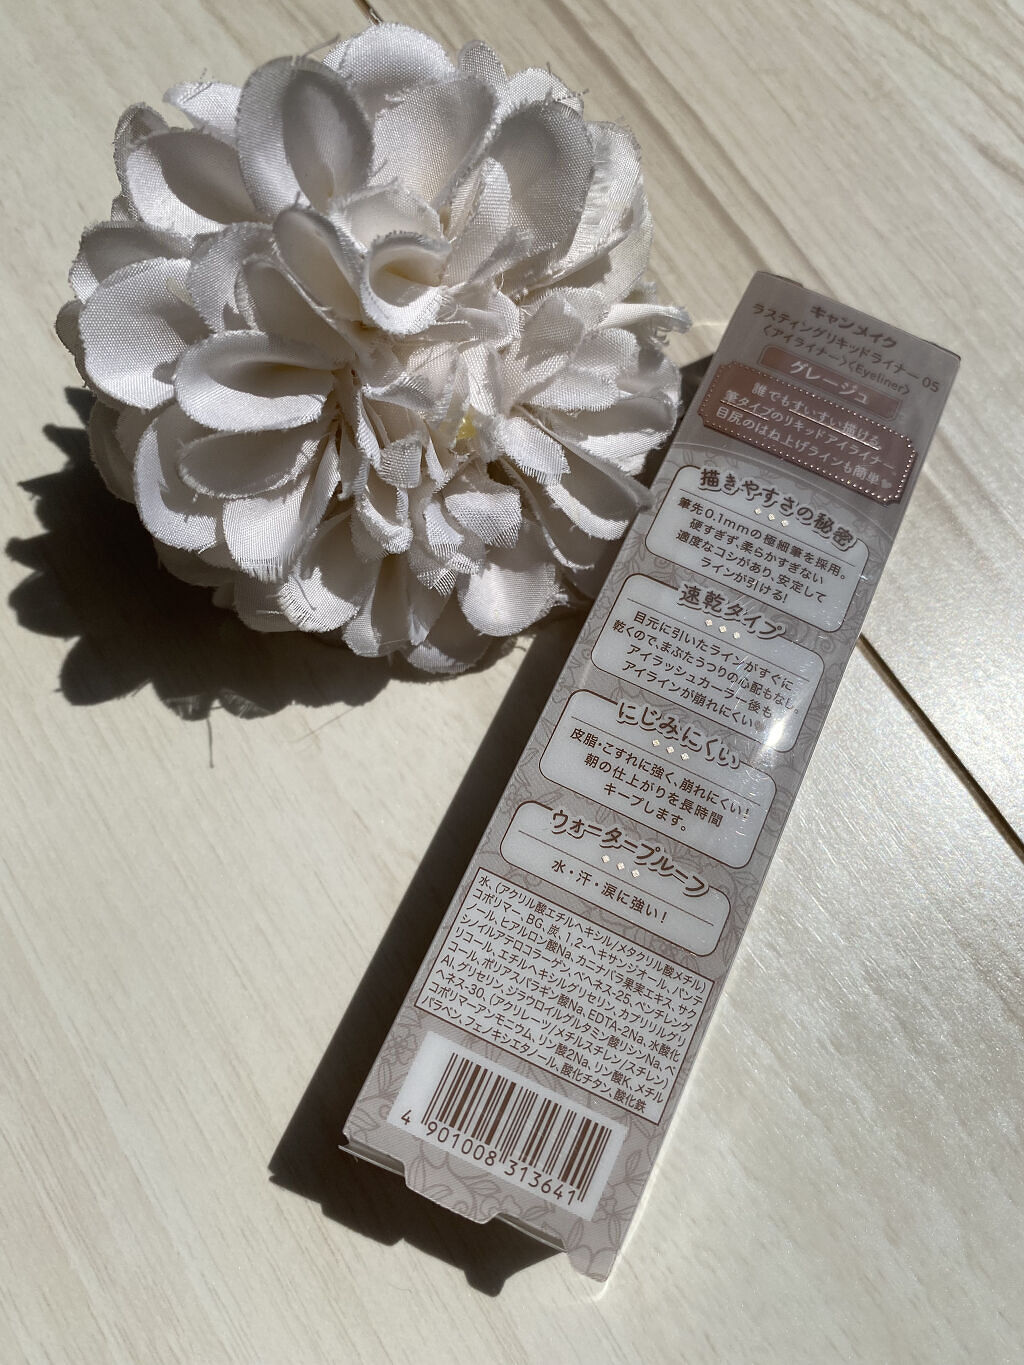 キャンメイク
ラスティングリキッドライナー 05
〈アイライナー〉〈Eyeliner〉
グレージュ
誰でもすいすい描ける
筆タイプのリキッドアイライナー
目尻のはね上げラインも簡単♥
描きやすさの秘密
筆先0.1mmの極細筆を採用。
硬すぎず、柔らかすぎない
適度なコシがあり、安定して
ラインが引ける!
速乾タイプ
目元に引いたラインがすぐに
乾くので、まぶたうつりの心配もなし
アイラッシュカーラー後も
アイラインが崩れにくい♥
にじみにくい
皮脂・こすれに強く、崩れにくい!
朝の仕上がりを長時間
キープします。
ウォータープルーフ
水・汗・涙に強い!
水、(アクリル酸エチルヘキシル/メタクリル酸メチル)
コポリマー、BG、炭、1,2-ヘキサンジオール、パンテ
ノール、ヒアルロン酸Na、カニナバラ果実エキス、サク
シノイルアテロコラーゲン、ベヘネス-25、ペンチレング
リコール、エチルヘキシルグリセリン、カプリリルグリ
コール、ポリアスパラギン酸Na、EDTA-2Na、水酸化
Al、グリセリン、ジラウロイルグルタミン酸リシンNa、ベ
ヘネス-30、(アクリレーツ/メチルスチレン/スチレン)
コポリマーアンモニウム、リン酸2Na、リン酸K、メチル
パラベン、フェノキシエタノール、酸化チタン、酸化鉄
4 901008 313641